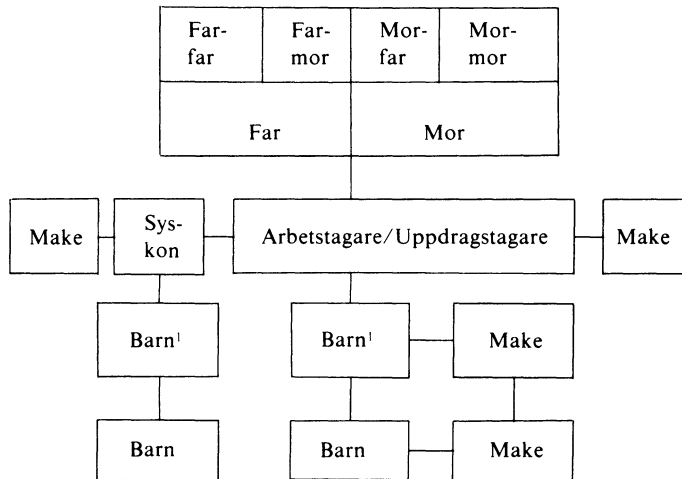 Far-
far
Far-
mor
Mor-
far
Mor-
mor
Far
Mor
Make
Sys-
kon
Arbetstagare/Uppdragstagare
Make
Barn¹
Barn¹
Make
Barn
Barn
Make